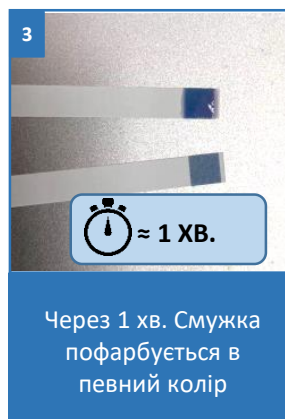 3
≈ 1 ХВ.
Через 1 хв. Смужка
пофарбується в
певний колір